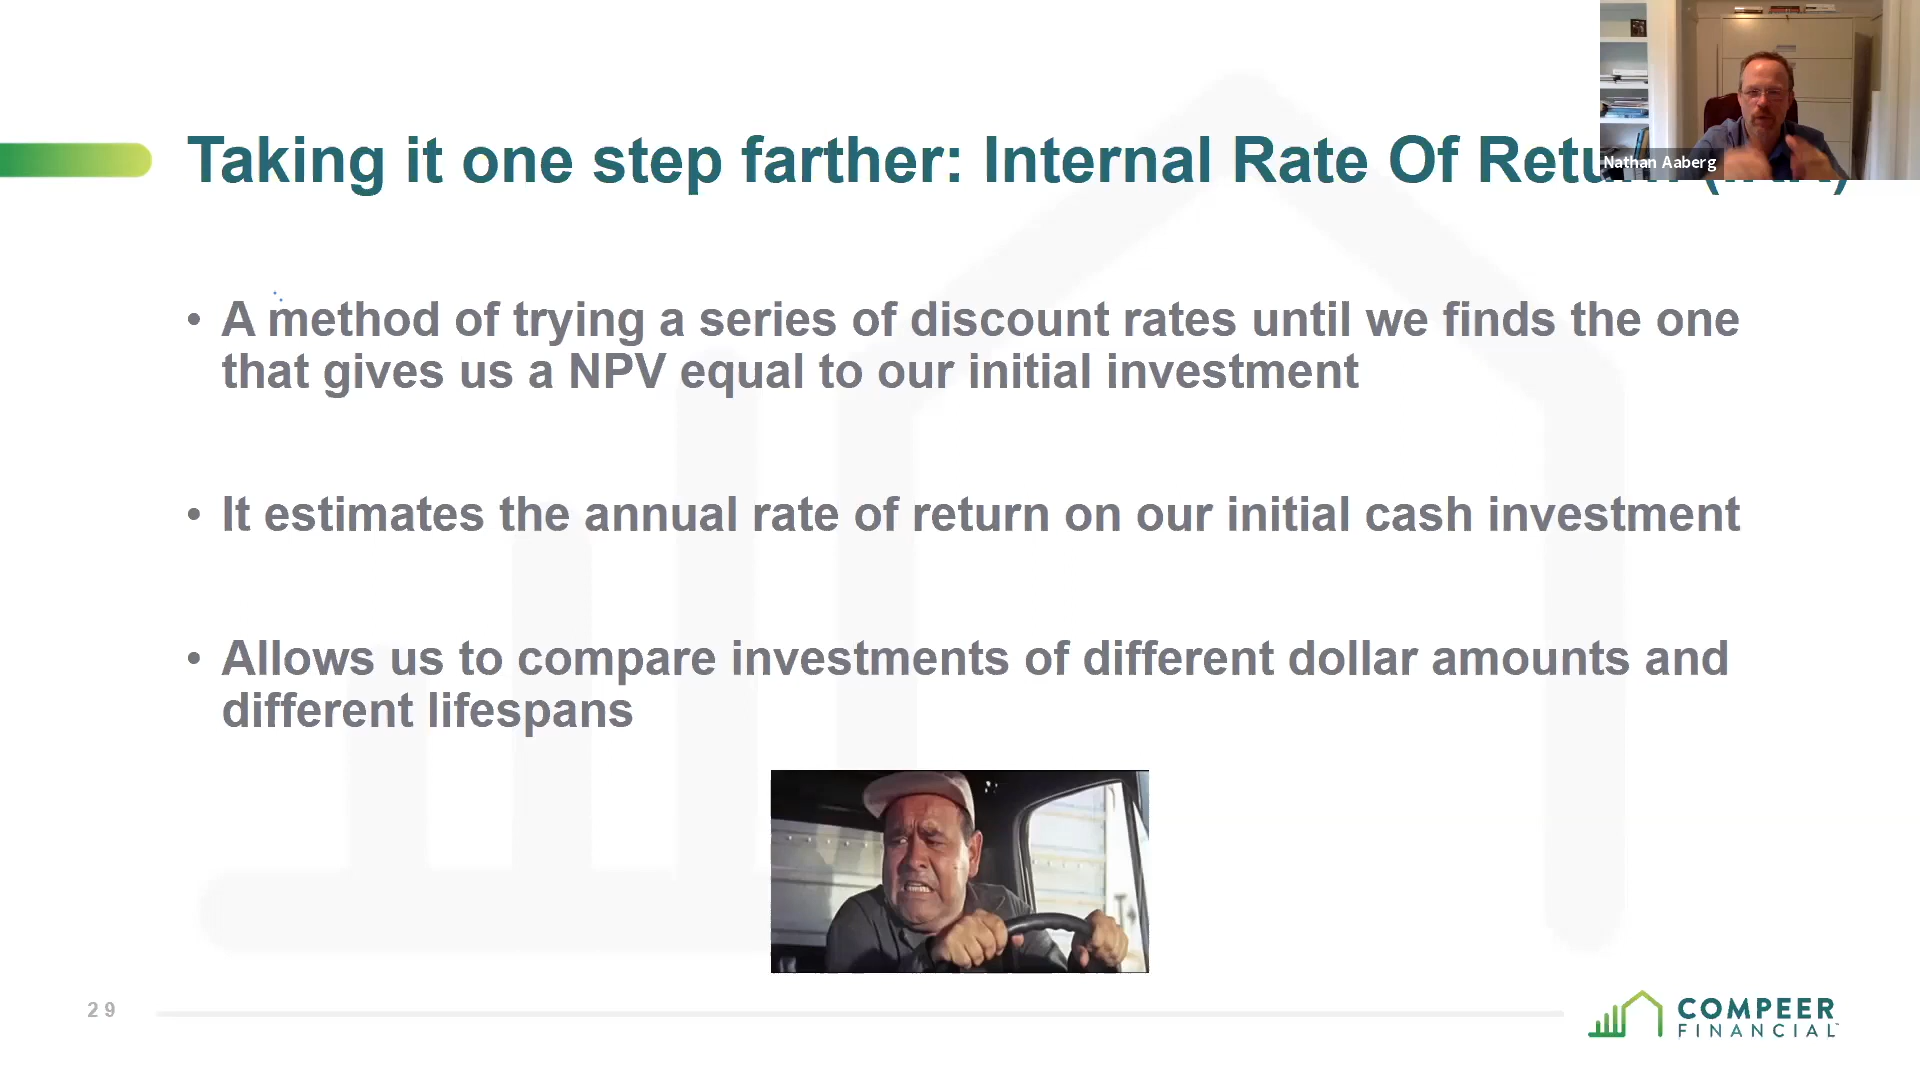 Taking it one step farther: Internal Rate Of
Nathan Aaberg
• A method of trying a series of discount rates until we finds the one
that gives us a NPV equal to our initial investment
• It estimates the annual rate of return on our initial cash investment
• Allows us to compare investments of different dollar amounts and
different lifespans
29
COMPEER
FINANCIAL